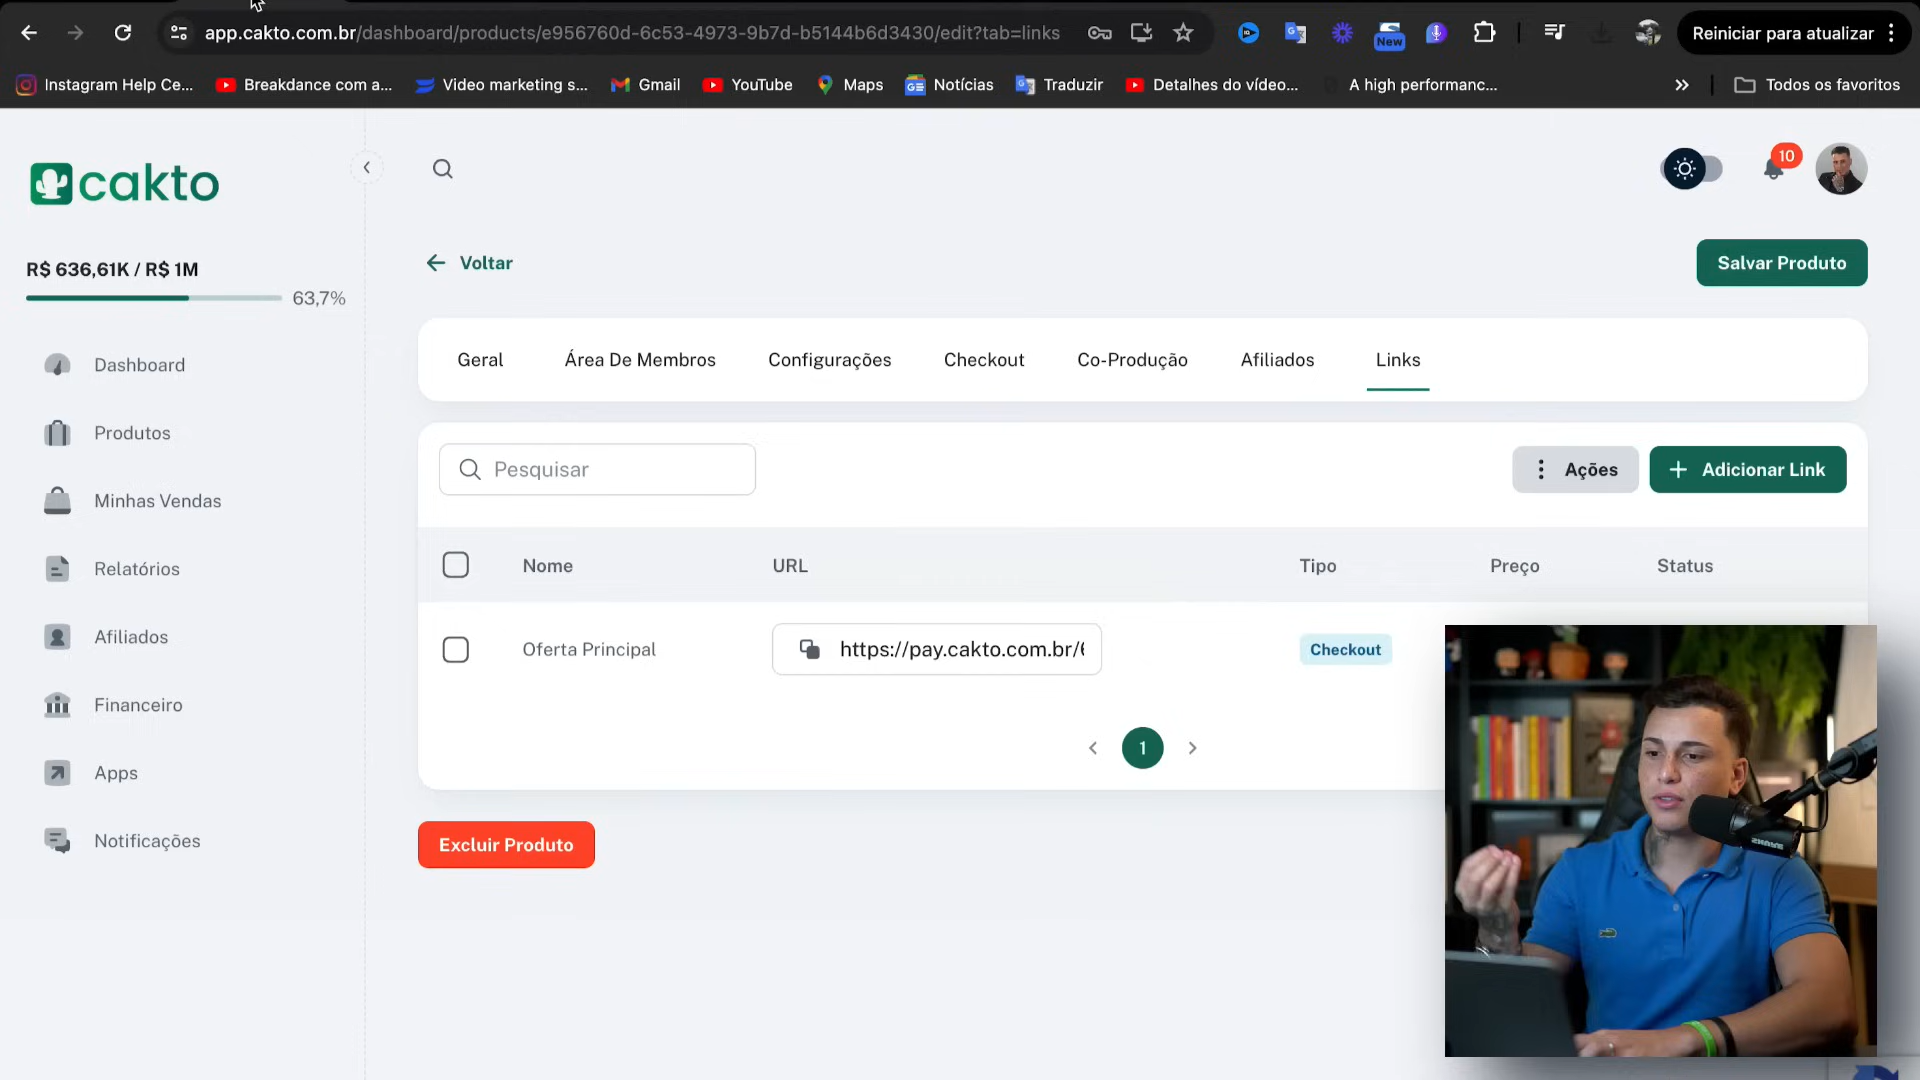 app.cakto.com.br/dashboard/products/e956760d-6c53-4973-9b7d-b5144b6d3430/edit?tab=links
New
Reiniciar para atualizar
Instagram Help Ce...
Breakdance com a...
Video marketing s...
Gmail
YouTube
Maps
Notícias
Traduzir
Detalhes do vídeo...
A high performanc...
Todos os favoritos
cakto
10
R$ 636,61K / R$ 1M
63,7%
Voltar
Salvar Produto
Dashboard
Produtos
Minhas Vendas
Relatórios
Afiliados
Financeiro
Apps
Notificações
Geral
Área De Membros
Configurações
Checkout
Co-Produção
Afiliados
Links
Pesquisar
Ações
Adicionar Link
Nome
URL
Tipo
Preço
Status
Oferta Principal
https://pay.cakto.com.br/6
Checkout
1
Excluir Produto